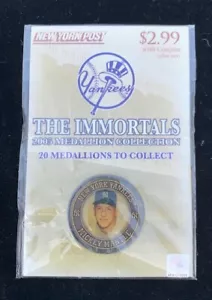 NEW YORK POST
$2.99
Yankees
THE IMMORTALS
2005 MEDALLION COLLECTION
20 MEDALLIONS TO COLLECT
NEW YORK YANKEES
MICKEY MANTLE